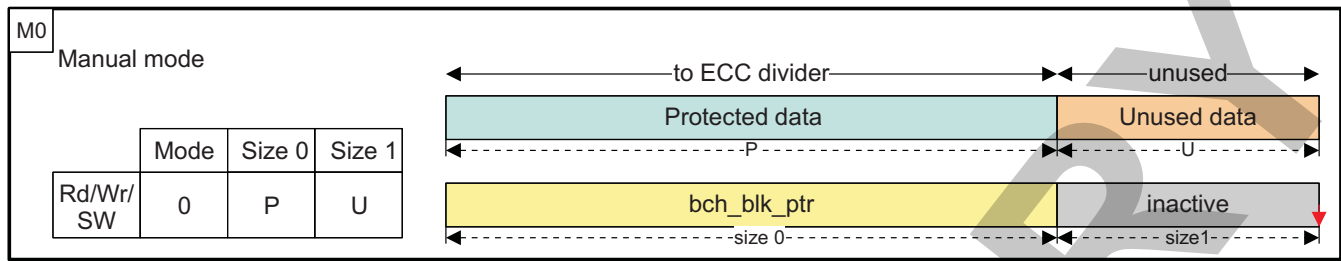 M0
Manual mode
to ECC divider unused
Protected data Unused data
P U
Mode Size 0 Size 1
Rd/Wr/
SW 0 P U
bch_blk_ptr inactive
size 0 size1
RY